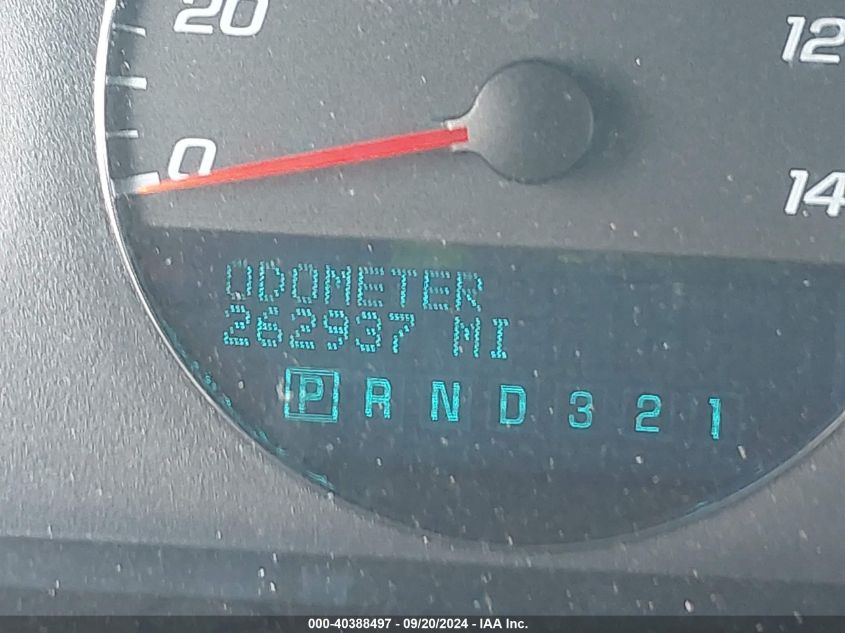 20
12
0
14
ODOMETER
262937 MI
P R N D 3 2 1
000-40388497 - 09/20/2024 - IAA Inc.